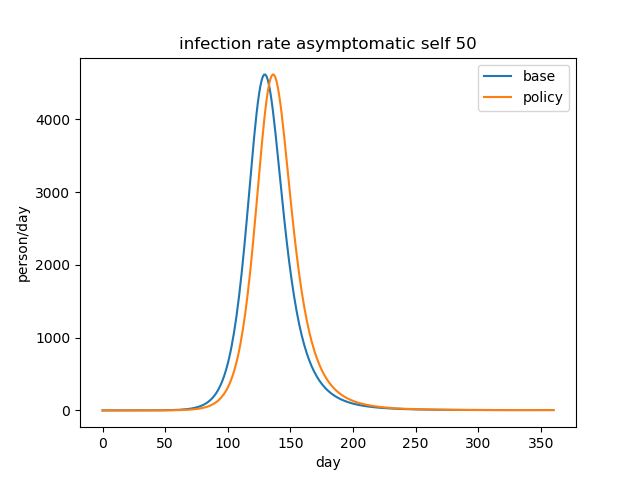 infection rate asymptomatic self 50
base
policy
person/day
4000
3000
2000
1000
0
0 50 100 150 200 250 300 350
day